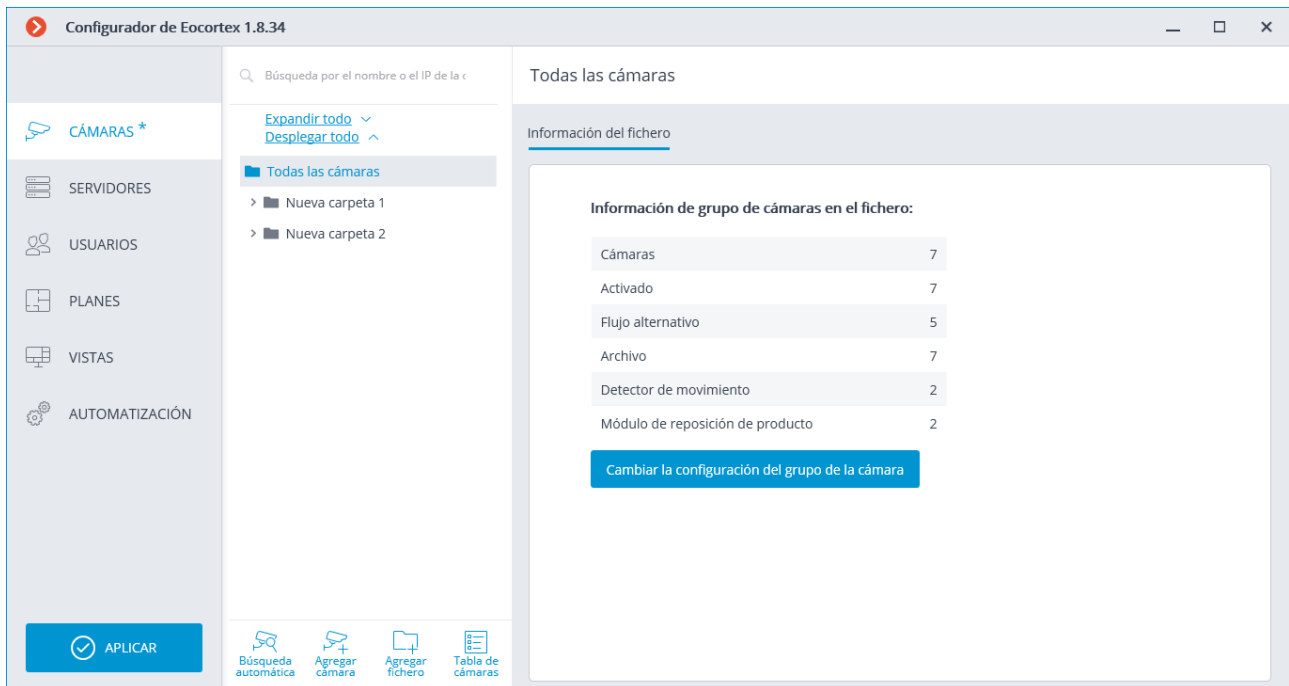 Configurador de Eocortex 1.8.34
CÁMARAS *
SERVIDORES
USUARIOS
PLANES
VISTAS
AUTOMATIZACIÓN
APLICAR
Búsqueda por el nombre o el IP de la c
Expandir todo
Desplegar todo
Todas las cámaras
Nueva carpeta 1
Nueva carpeta 2
Búsqueda
automática
Agregar
cámara
Agregar
fichero
Tabla de
cámaras
Todas las cámaras
Información del fichero
Información de grupo de cámaras en el fichero:
Cámaras 7
Activado 7
Flujo alternativo 5
Archivo 7
Detector de movimiento 2
Módulo de reposición de producto 2
Cambiar la configuración del grupo de la cámara